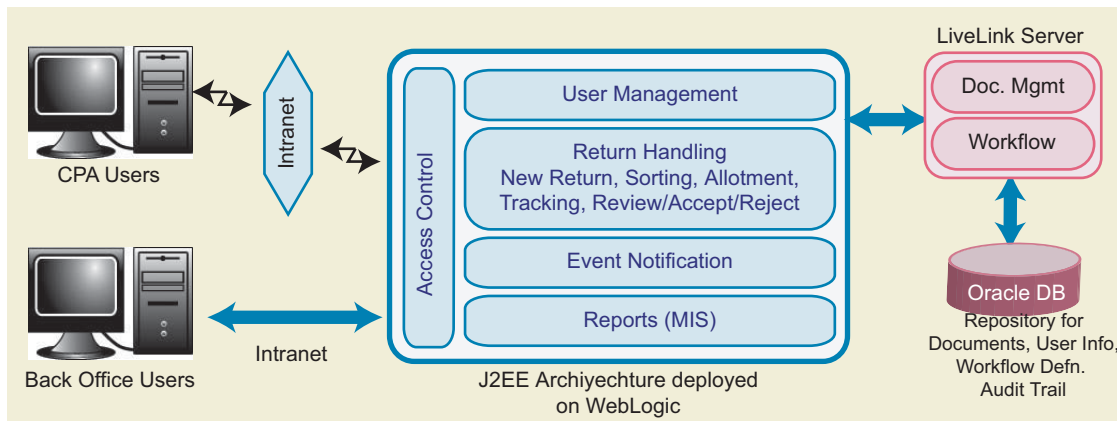 CPA Users
Intranet
Back Office Users
Intranet
Access Control
User Management
Return Handling
New Return, Sorting, Allotment,
Tracking, Review/Accept/Reject
Event Notification
Reports (MIS)
J2EE Archiyechture deployed
on WebLogic
LiveLink Server
Doc. Mgmt
Workflow
Oracle DB
Repository for
Documents, User Info,
Workflow Defn.
Audit Trail